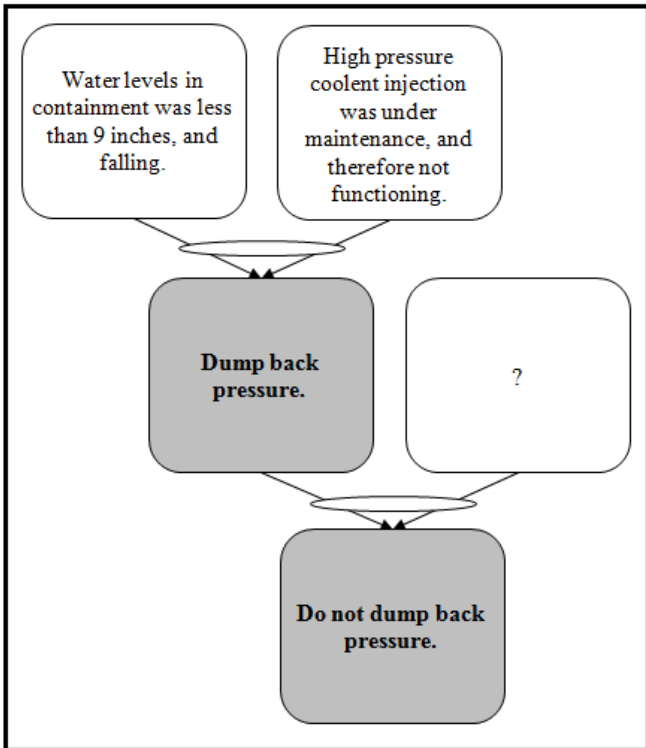 Water levels in
containment was less
than 9 inches, and
falling.
High pressure
coolent injection
was under
maintenance, and
therefore not
functioning.
Dump back
pressure.
?
Do not dump back
pressure.